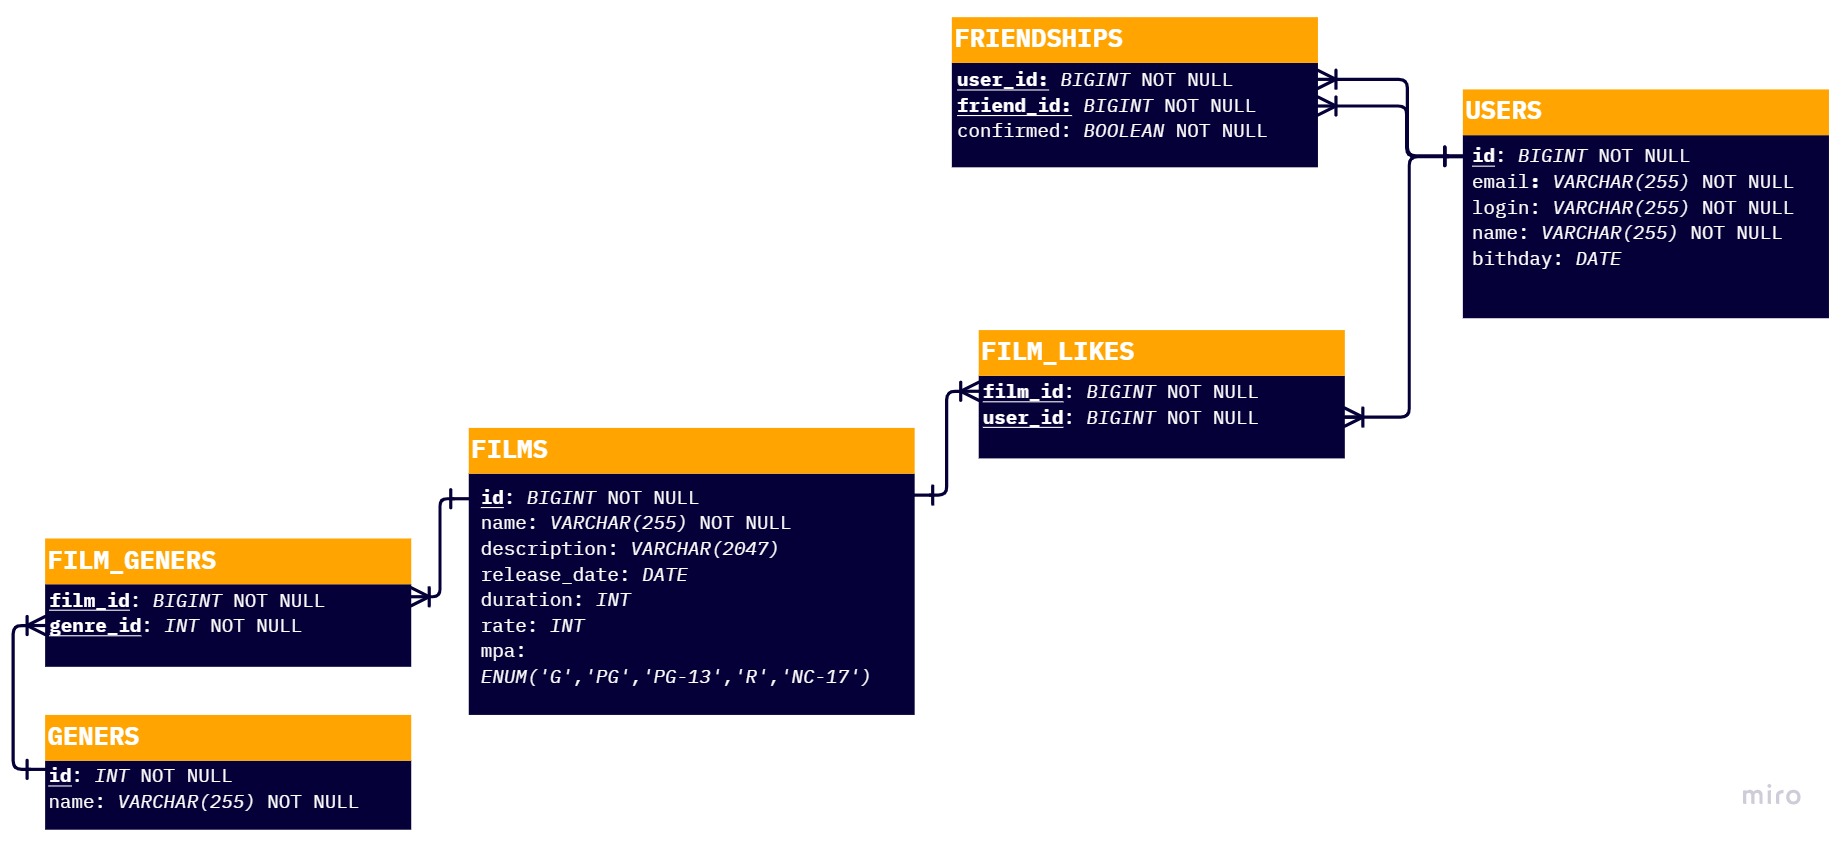 FRIENDSHIPS
user_id: BIGINT NOT NULL
friend_id: BIGINT NOT NULL
confirmed: BOOLEAN NOT NULL
USERS
id: BIGINT NOT NULL
email: VARCHAR(255) NOT NULL
login: VARCHAR(255) NOT NULL
name: VARCHAR(255) NOT NULL
bithday: DATE
FILM_LIKES
film_id: BIGINT NOT NULL
user_id: BIGINT NOT NULL
FILMS
id: BIGINT NOT NULL
name: VARCHAR(255) NOT NULL
description: VARCHAR(2047)
release_date: DATE
duration: INT
rate: INT
mpa:
ENUM('G','PG','PG-13','R','NC-17')
FILM_GENERS
film_id: BIGINT NOT NULL
genre_id: INT NOT NULL
GENERS
id: INT NOT NULL
name: VARCHAR(255) NOT NULL
miro